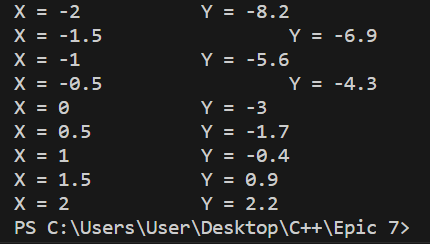 X = -2 Y = -8.2
X = -1.5 Y = -6.9
X = -1 Y = -5.6
X = -0.5 Y = -4.3
X = 0 Y = -3
X = 0.5 Y = -1.7
X = 1 Y = -0.4
X = 1.5 Y = 0.9
X = 2 Y = 2.2
PS C:\Users\User\Desktop\C++\Epic 7>